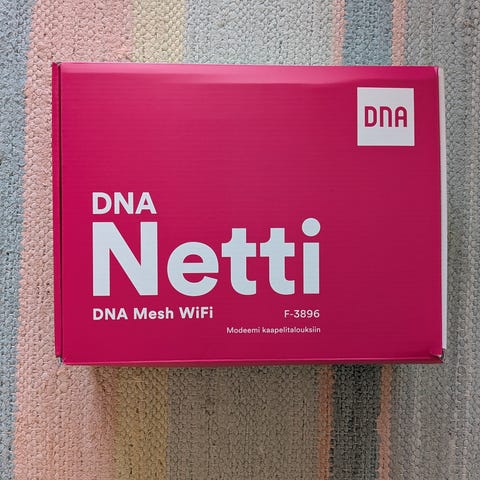 DNA
DNA
Netti
DNA Mesh WiFi F-3896
Modeemi kaapelitalouksiin